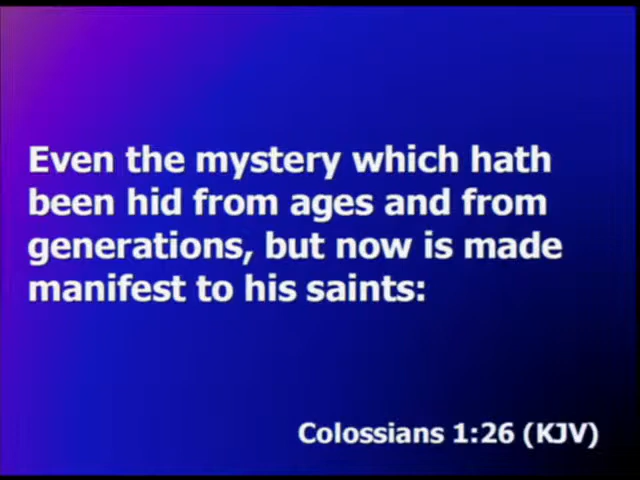 Even the mystery which hath
been hid from ages and from
generations, but now is made
manifest to his saints:
Colossians 1:26 (KJV)